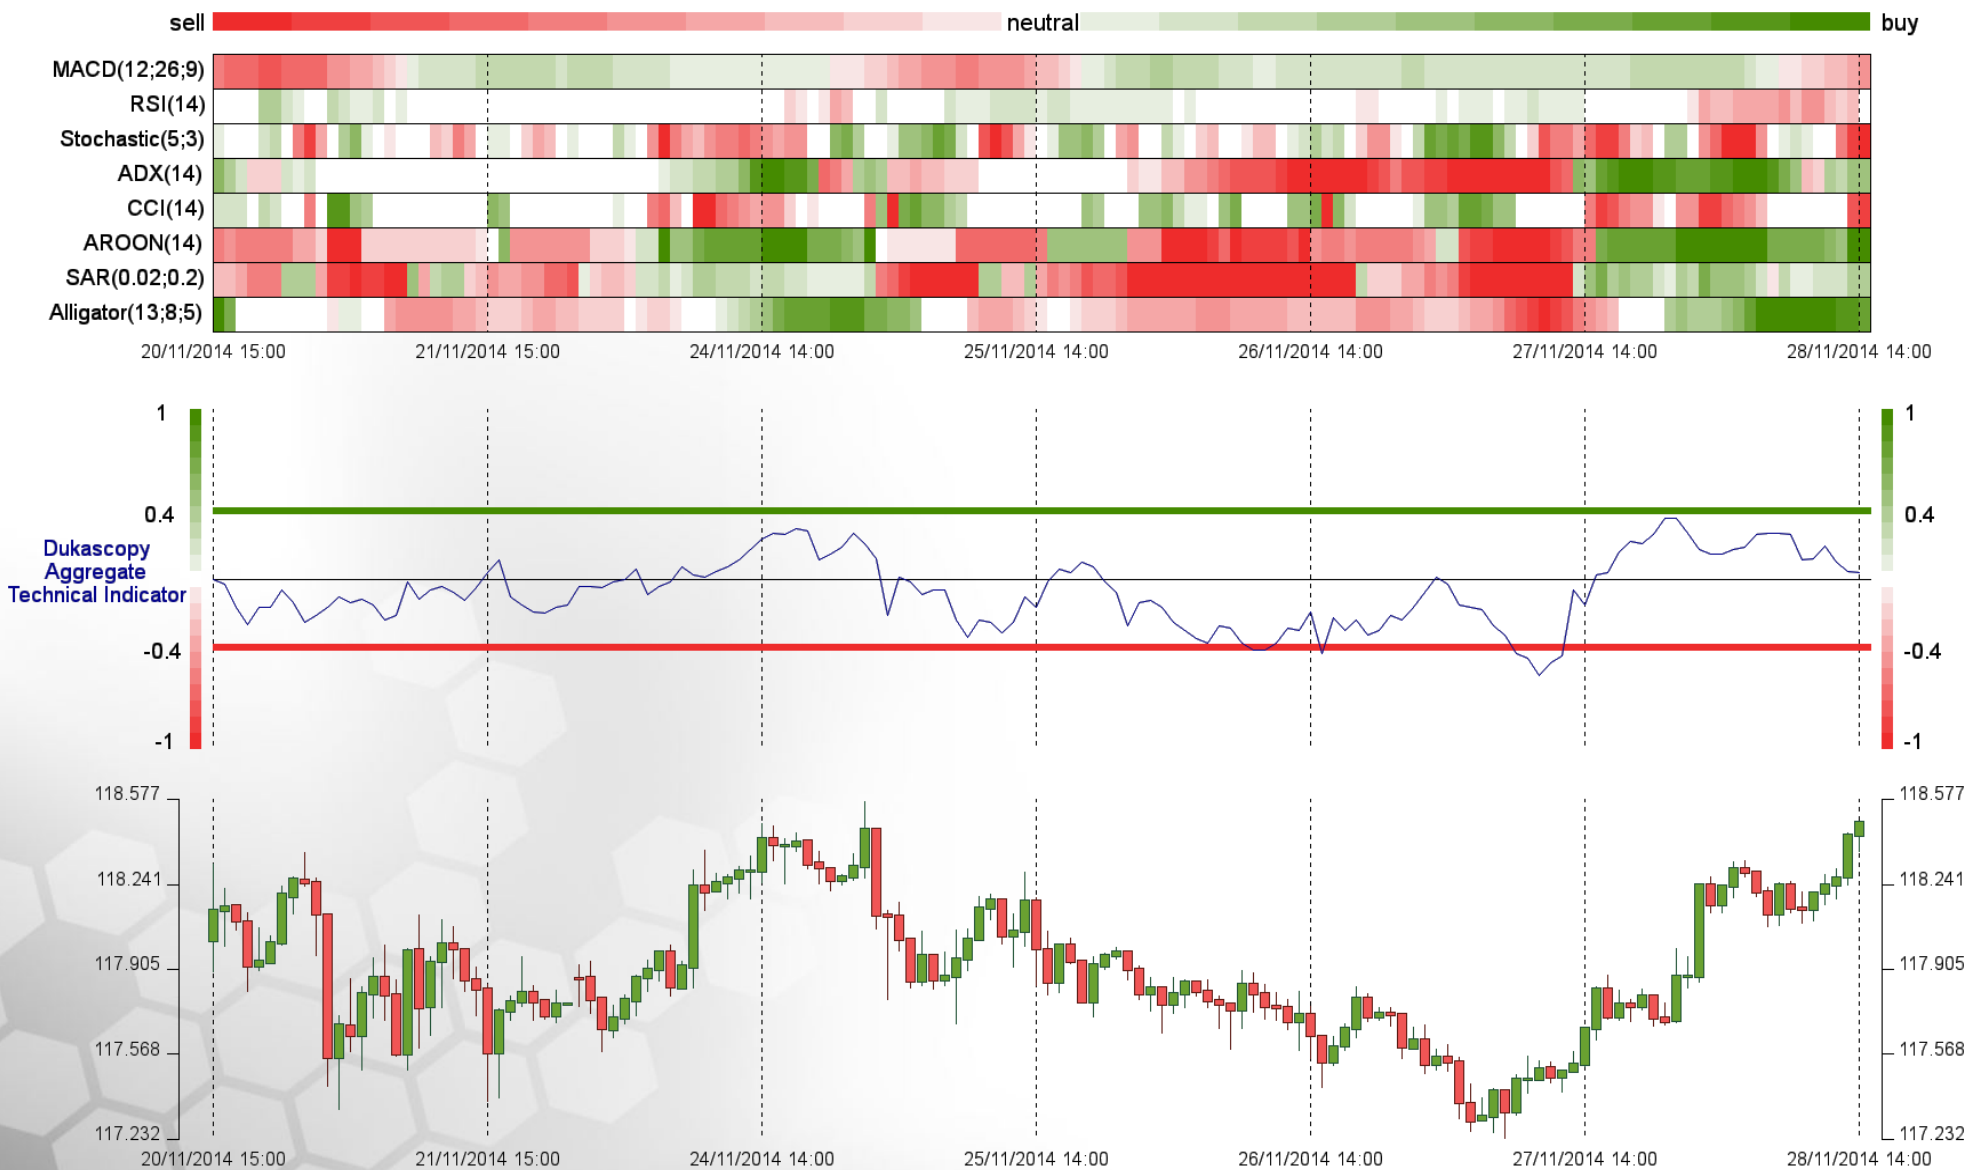 sell neutral buy
MACD(12;26;9)
RSI(14)
Stochastic(5;3)
ADX(14)
CCI(14)
AROON(14)
SAR(0.02;0.2)
Alligator(13;8;5)
20/11/2014 15:00 21/11/2014 15:00 24/11/2014 14:00 25/11/2014 14:00 26/11/2014 14:00 27/11/2014 14:00 28/11/2014 14:00
1 1
0.4 0.4
Dukascopy
Aggregate
Technical Indicator
-0.4 -0.4
-1 -1
118.577 118.577
118.241 118.241
117.905 117.905
117.568 117.568
117.232 117.232
20/11/2014 15:00 21/11/2014 15:00 24/11/2014 14:00 25/11/2014 14:00 26/11/2014 14:00 27/11/2014 14:00 28/11/2014 14:00